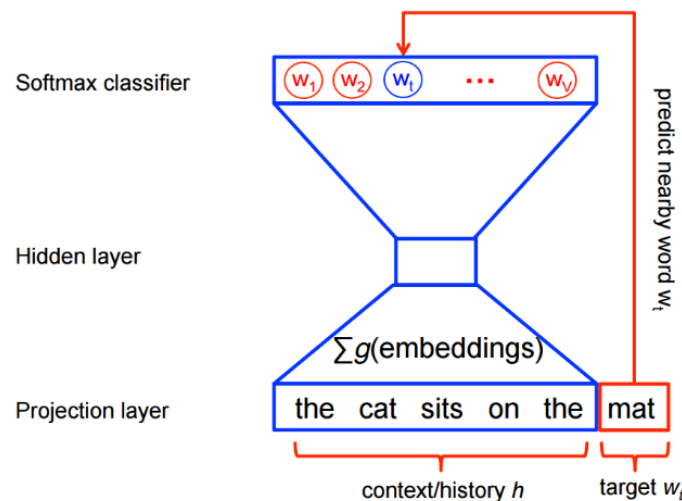 Softmax classifier
w1 w2 wt ... wV
predict nearby word wt
Hidden layer
∑g(embeddings)
Projection layer
the cat sits on the mat
context/history h
target wt